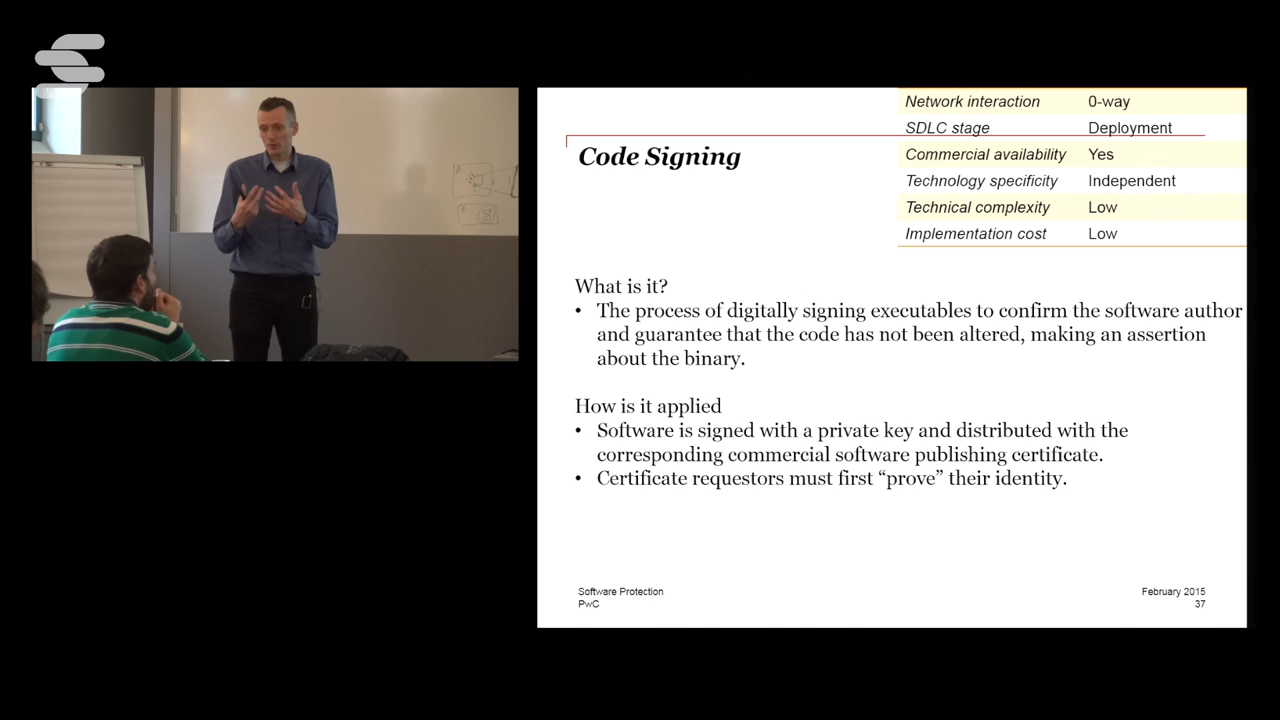 Code Signing
Network interaction 0-way
SDLC stage Deployment
Commercial availability Yes
Technology specificity Independent
Technical complexity Low
Implementation cost Low
What is it?
• The process of digitally signing executables to confirm the software author
and guarantee that the code has not been altered, making an assertion
about the binary.
How is it applied
• Software is signed with a private key and distributed with the
corresponding commercial software publishing certificate.
• Certificate requestors must first “prove” their identity.
Software Protection
PwC
February 2015
37